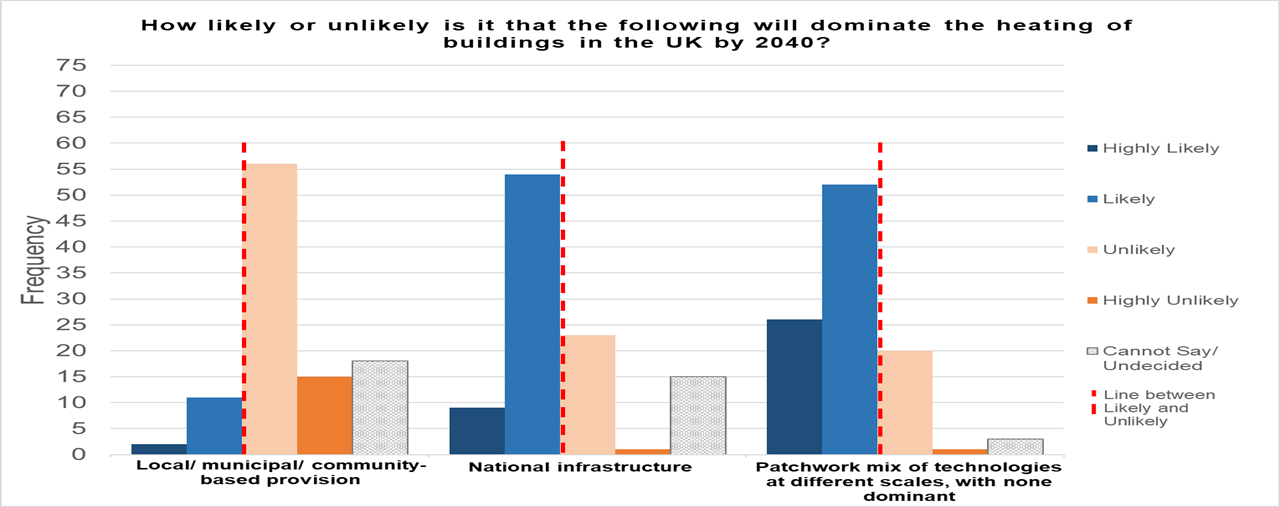 How likely or unlikely is it that the following will dominate the heating of
buildings in the UK by 2040?
75
70
65
60
55
50
45
40
35
30
25
20
15
10
5
0
Frequency
Local/ municipal/ community-
based provision
National infrastructure
Patchwork mix of technologies
at different scales, with none
dominant
Highly Likely
Likely
Unlikely
Highly Unlikely
Cannot Say/
Undecided
Line between
Likely and
Unlikely